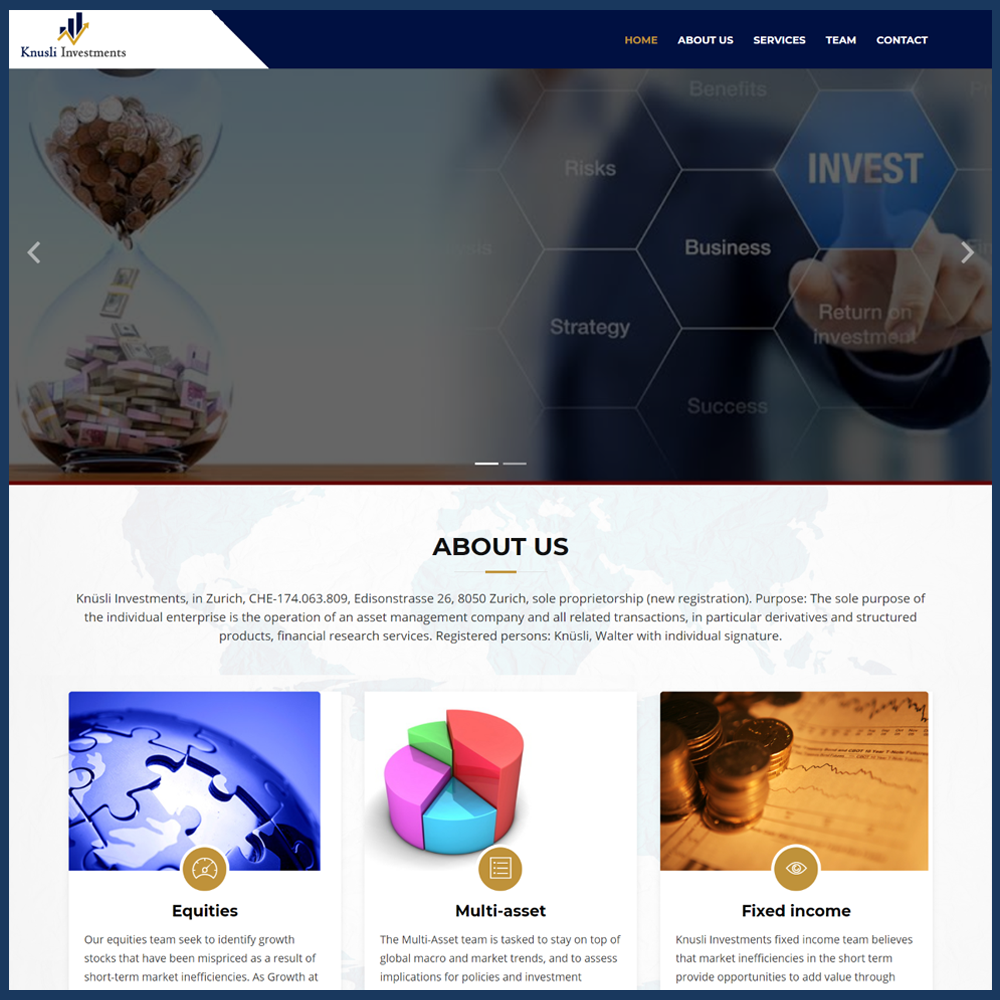 Knusli Investments
HOME ABOUT US SERVICES TEAM CONTACT
Benefits
Risks
INVEST
Business
Strategy
Return on
investment
Success
ABOUT US
Knüsli Investments, in Zurich, CHE-174.063.809, Edisonstrasse 26, 8050 Zurich, sole proprietorship (new registration). Purpose: The sole purpose of
the individual enterprise is the operation of an asset management company and all related transactions, in particular derivatives and structured
products, financial research services. Registered persons: Knüsli, Walter with individual signature.
Equities
Our equities team seek to identify growth
stocks that have been mispriced as a result of
short-term market inefficiencies. As Growth at
Multi-asset
The Multi-Asset team is tasked to stay on top of
global macro and market trends, and to assess
implications for policies and investment
Fixed income
Knusli Investments fixed income team believes
that market inefficiencies in the short term
provide opportunities to add value through